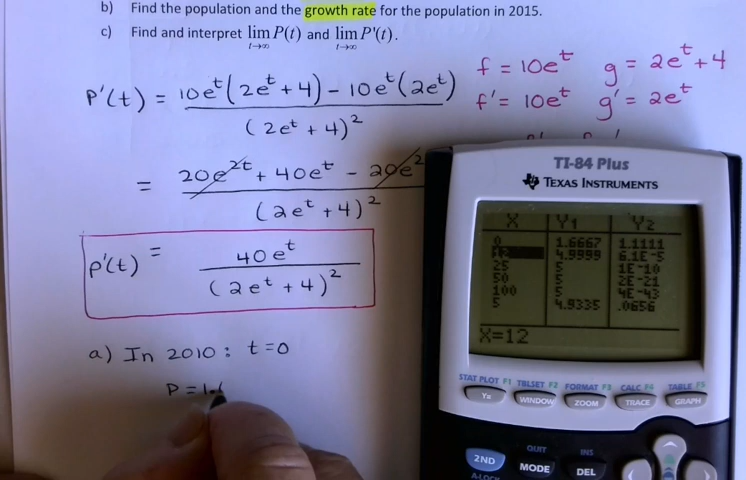 b) Find the population and the growth rate for the population in 2015.
c) Find and interpret lim P(t) and lim P'(t).
t→∞ t→∞
f = 10e^t g = 2e^t + 4
f' = 10e^t g' = 2e^t
P'(t) = 10e^t(2e^t + 4) - 10e^t(2e^t)
(2e^t + 4)^2
= 20e^2t + 40e^t - 20e^2
(2e^t + 4)^2
P'(t) = 40e^t
(2e^t + 4)^2
a) In 2010: t=0
P = 1.6
TI-84 Plus
TEXAS INSTRUMENTS
X Y1 Y2
0 1.6667 1.1111
12 4.9999 6.1E-5
25 5 1E-10
50 5 2E-21
100 5 4E-43
5 4.9335 .0656
X=12
STAT PLOT F1 TBLSET F2 FORMAT F3 CALC F4 TABLE F5
Y= WINDOW ZOOM TRACE GRAPH
QUIT INS
2ND MODE DEL
A-LOCK